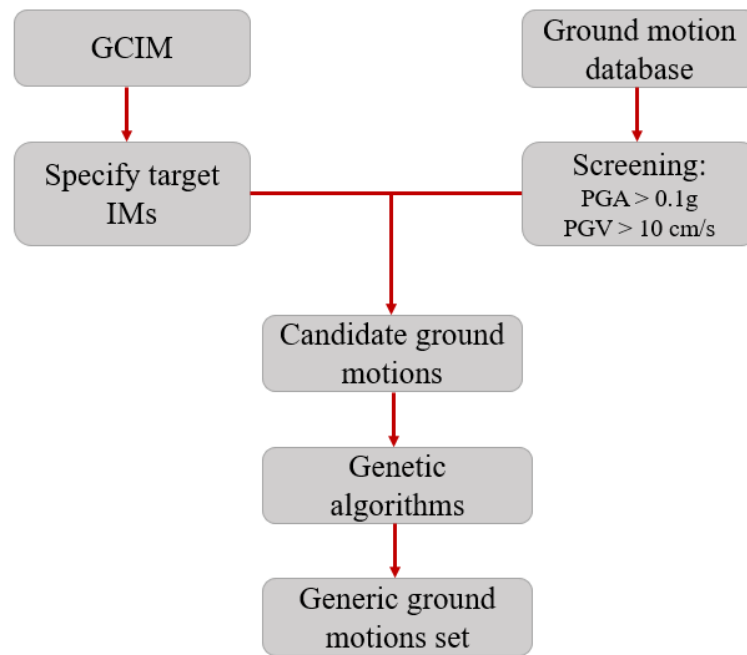 GCIM
Ground motion
database
Specify target
IMs
Screening:
PGA > 0.1g
PGV > 10 cm/s
Candidate ground
motions
Genetic
algorithms
Generic ground
motions set